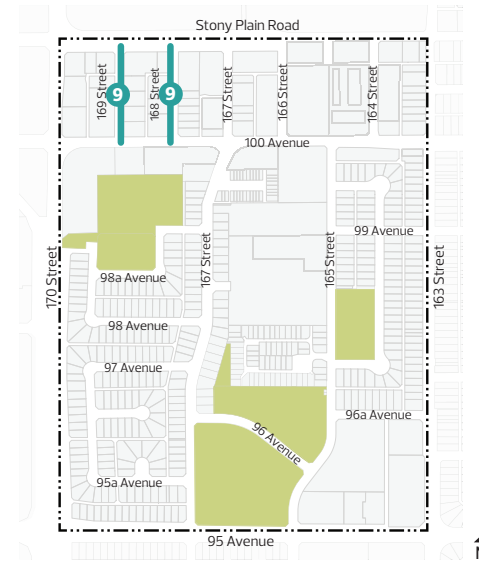 Stony Plain Road
169 Street
9
168 Street
9
167 Street
166 Street
164 Street
100 Avenue
99 Avenue
170 Street
167 Street
165 Street
163 Street
98a Avenue
98 Avenue
97 Avenue
96a Avenue
96 Avenue
95a Avenue
95 Avenue